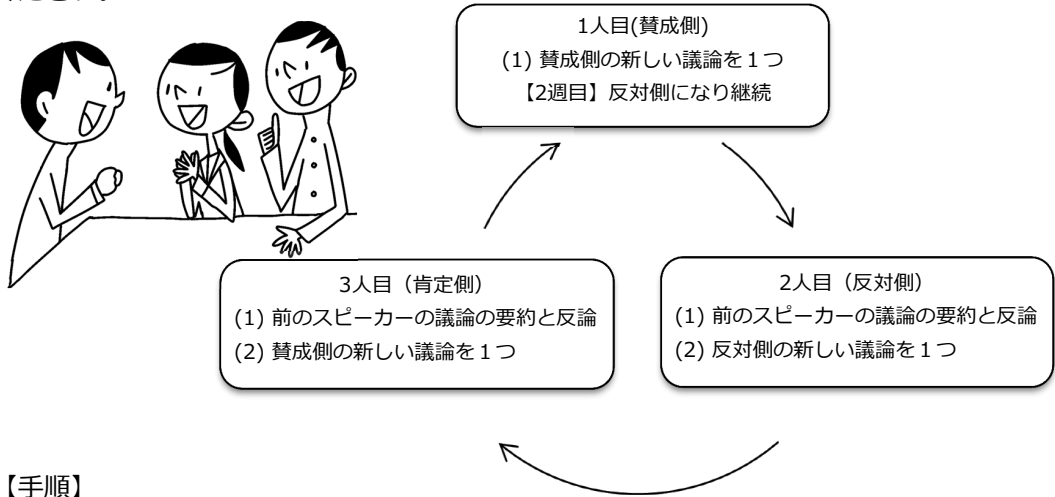 1人目(賛成側)
(1) 賛成側の新しい議論を１つ
【2週目】反対側になり継続
3人目（肯定側）
(1) 前のスピーカーの議論の要約と反論
(2) 賛成側の新しい議論を１つ
2人目（反対側）
(1) 前のスピーカーの議論の要約と反論
(2) 反対側の新しい議論を１つ
【手順】